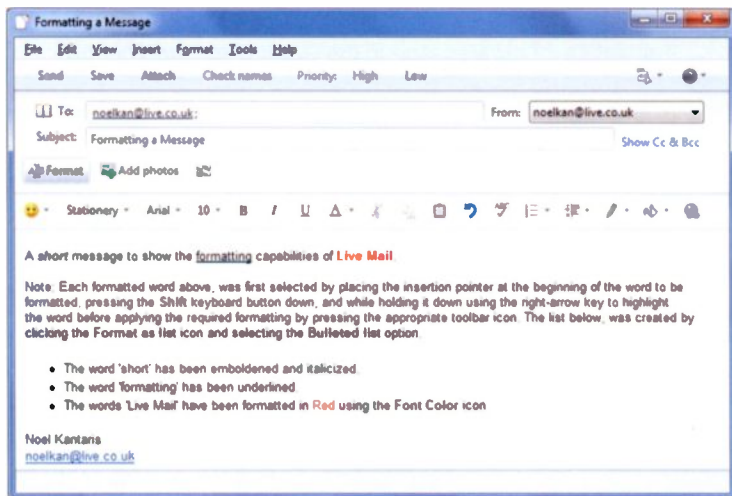 Formatting a Message
File Edit View Insert Format Tools Help
Send Save Attach Check names Priority: High Low
To: noelkan@live.co.uk; From: noelkan@live.co.uk
Subject: Formatting a Message Show Cc & Bcc
Format Add photos
Stationery Arial 10 B I U A
A short message to show the formatting capabilities of Live Mail.
Note: Each formatted word above, was first selected by placing the insertion pointer at the beginning of the word to be
formatted, pressing the Shift keyboard button down, and while holding it down using the right-arrow key to highlight
the word before applying the required formatting by pressing the appropriate toolbar icon. The list below, was created by
clicking the Format as list icon and selecting the Bulleted list option.
• The word 'short' has been emboldened and italicized.
• The word 'formatting' has been underlined.
• The words 'Live Mail' have been formatted in Red using the Font Color icon
Noel Kantaris
noelkan@live.co.uk